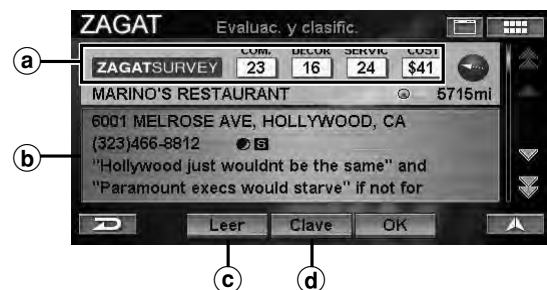 ZAGAT Evaluac. y clasific.
COM. DECOR SERVIC COST
ZAGATSURVEY 23 16 24 $41
MARINO'S RESTAURANT 5715mi
6001 MELROSE AVE, HOLLYWOOD, CA
(323)466-8812 S
"Hollywood just wouldnt be the same" and
"Paramount execs would starve" if not for
Leer Clave OK
a
b
c
d